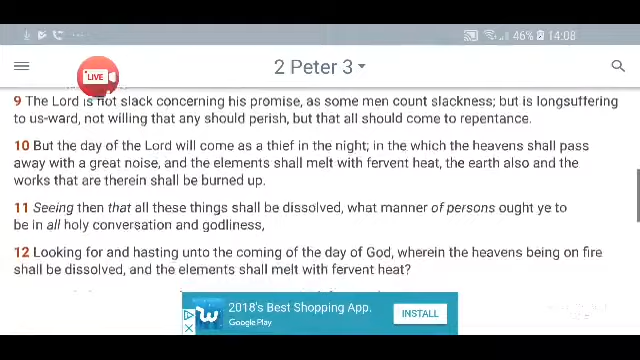 46% 14:08
LIVE
2 Peter 3
9 The Lord is not slack concerning his promise, as some men count slackness; but is longsuffering
to us-ward, not willing that any should perish, but that all should come to repentance.
10 But the day of the Lord will come as a thief in the night; in the which the heavens shall pass
away with a great noise, and the elements shall melt with fervent heat, the earth also and the
works that are therein shall be burned up.
11 Seeing then that all these things shall be dissolved, what manner of persons ought ye to
be in all holy conversation and godliness,
12 Looking for and hasting unto the coming of the day of God, wherein the heavens being on fire
shall be dissolved, and the elements shall melt with fervent heat?
2018's Best Shopping App.
Google Play
INSTALL